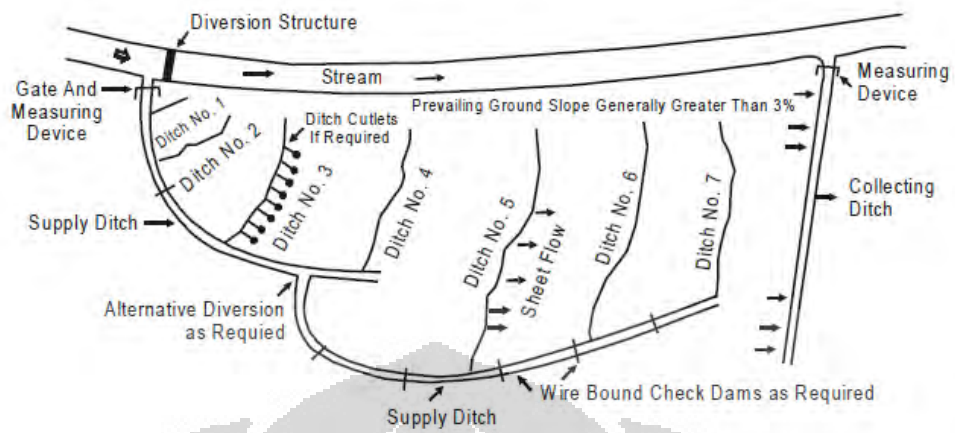 Diversion Structure
Gate And
Measuring
Device
Stream
Measuring
Device
Prevailing Ground Slope Generally Greater Than 3%
Ditch No. 1
Ditch No. 2
Ditch Cutlets
If Required
Ditch No. 3
Ditch No. 4
Ditch No. 5
Sheet Flow
Ditch No. 6
Ditch No. 7
Collecting
Ditch
Supply Ditch
Alternative Diversion
as Requied
Wire Bound Check Dams as Required
Supply Ditch